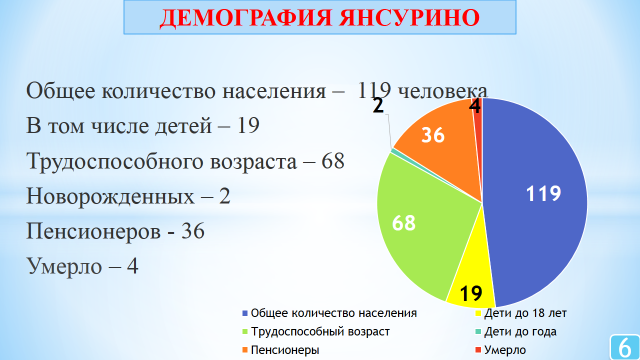 ДЕМОГРАФИЯ ЯНСУРИНО
Общее количество населения – 119 человека
В том числе детей – 19
Трудоспособного возраста – 68
Новорожденных – 2
Пенсионеров - 36
Умерло – 4
2
4
36
119
68
19
Общее количество населения
Дети до 18 лет
Трудоспособный возраст
Дети до года
Пенсионеры
Умерло
6